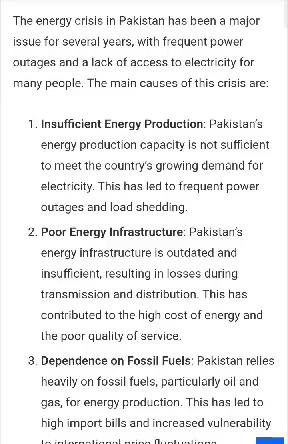 The energy crisis in Pakistan has been a major
issue for several years, with frequent power
outages and a lack of access to electricity for
many people. The main causes of this crisis are:
1. Insufficient Energy Production: Pakistan's
energy production capacity is not sufficient
to meet the country's growing demand for
electricity. This has led to frequent power
outages and load shedding.
2. Poor Energy Infrastructure: Pakistan's
energy infrastructure is outdated and
insufficient, resulting in losses during
transmission and distribution. This has
contributed to the high cost of energy and
the poor quality of service.
3. Dependence on Fossil Fuels: Pakistan relies
heavily on fossil fuels, particularly oil and
gas, for energy production. This has led to
high import bills and increased vulnerability
to international price fluctuations